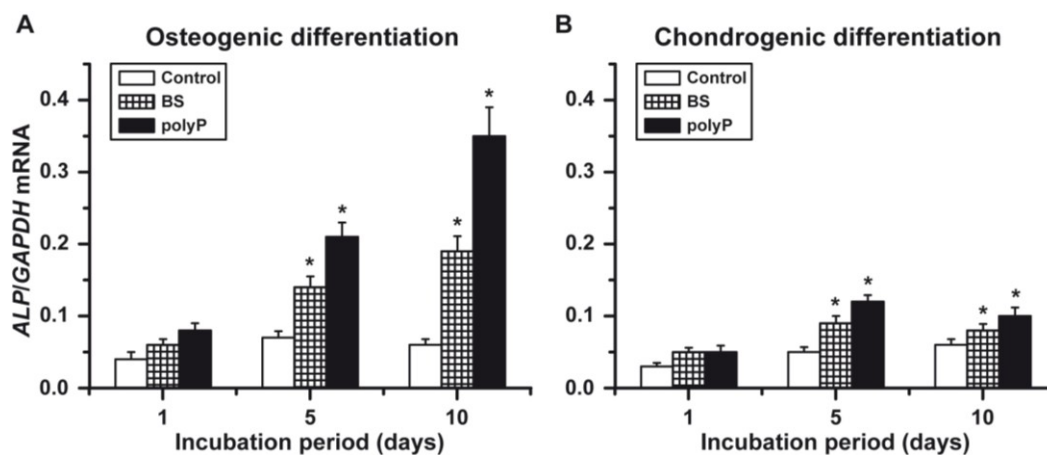 A
Osteogenic differentiation
Control
BS
polyP
ALP/GAPDH mRNA
0.4
0.3
0.2
0.1
0.0
* * * *
1 5 10
Incubation period (days)
B
Chondrogenic differentiation
Control
BS
polyP
0.4
0.3
0.2
0.1
0.0
* * * *
1 5 10
Incubation period (days)